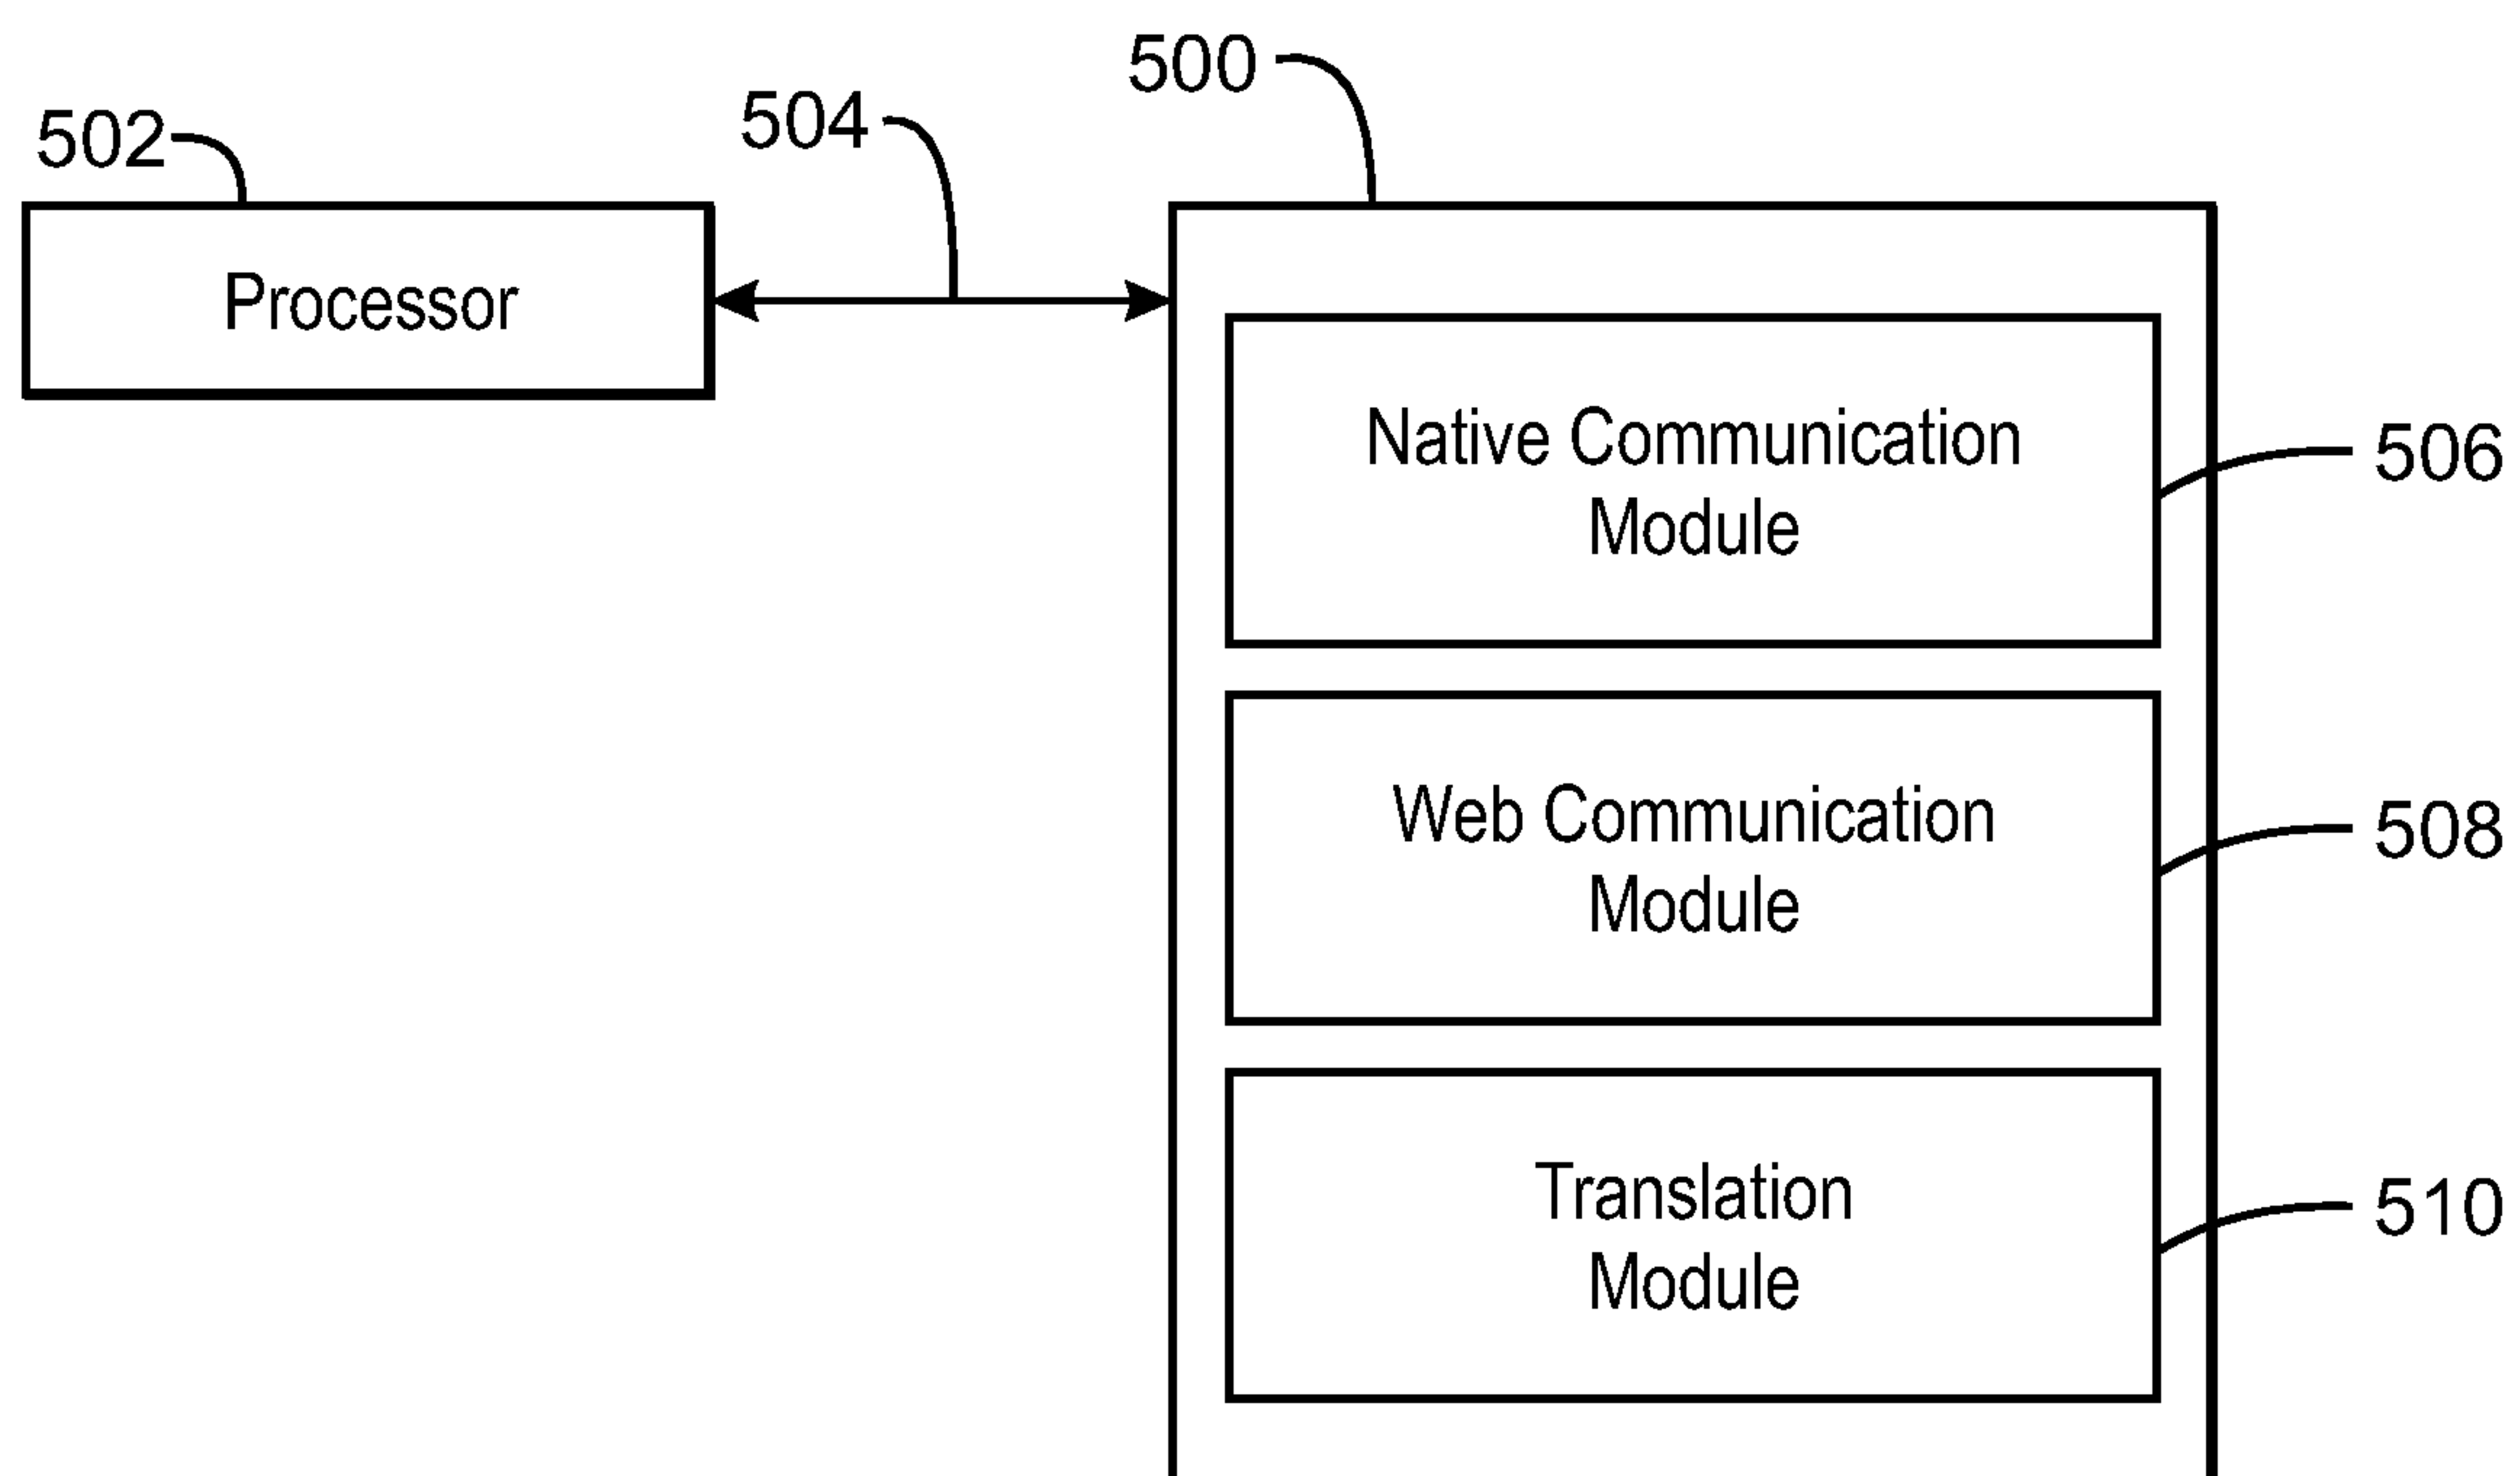 500
504
502
Processor
Native Communication
Module
506
Web Communication
Module
508
Translation
Module
510